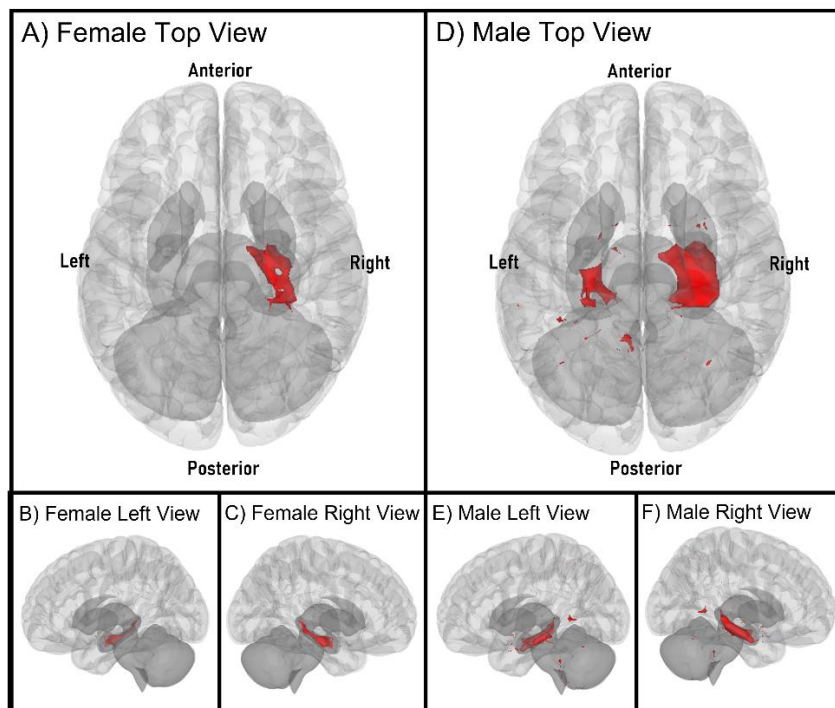 A) Female Top View
Anterior
Left
Right
Posterior
D) Male Top View
Anterior
Left
Right
Posterior
B) Female Left View
C) Female Right View
E) Male Left View
F) Male Right View